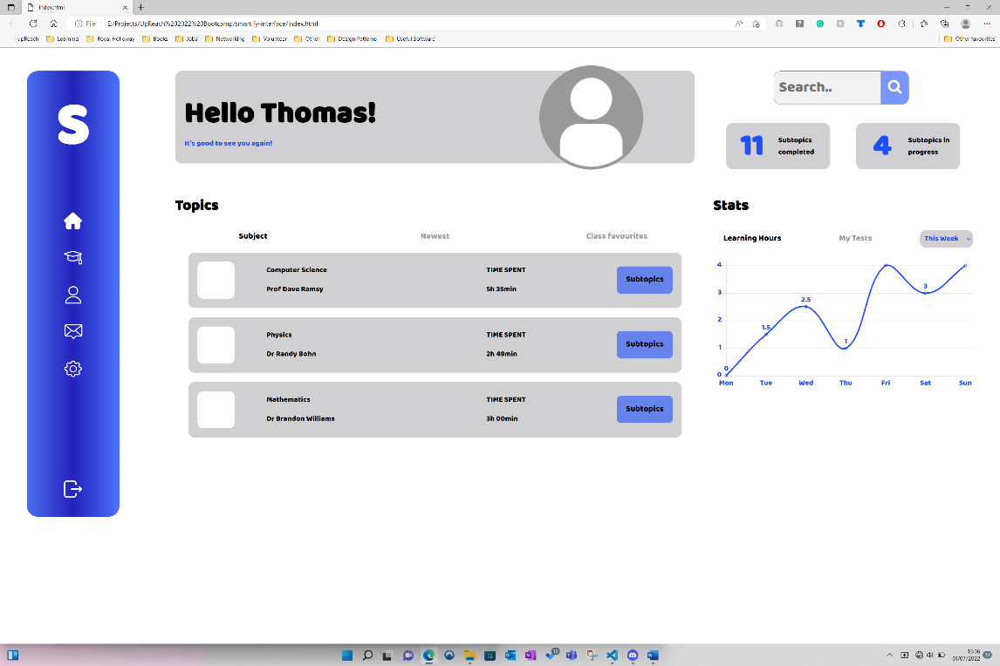 index.html
File
E:/Projects/UpReach%202022%20Bootcamp/smartify-interface/index.html
upReach
Learning
Royal Holloway
Books
Jobs
Networking
Volunteer
Other
Design Patterns
Useful Software
Other favourites
S
Hello Thomas!
It's good to see you again!
Search..
11
Subtopics
completed
4
Subtopics in
progress
Topics
Subject
Newest
Class favourites
Computer Science
Prof Dave Ramsy
TIME SPENT
5h 35min
Subtopics
Physics
Dr Randy Bohn
TIME SPENT
2h 49min
Subtopics
Mathematics
Dr Brandon Williams
TIME SPENT
3h 00min
Subtopics
Stats
Learning Hours
My Tests
This Week
4
3
2
1
0
0
1.5
2.5
1
3
Mon
Tue
Wed
Thu
Fri
Sat
Sun
13:06
01/07/2022